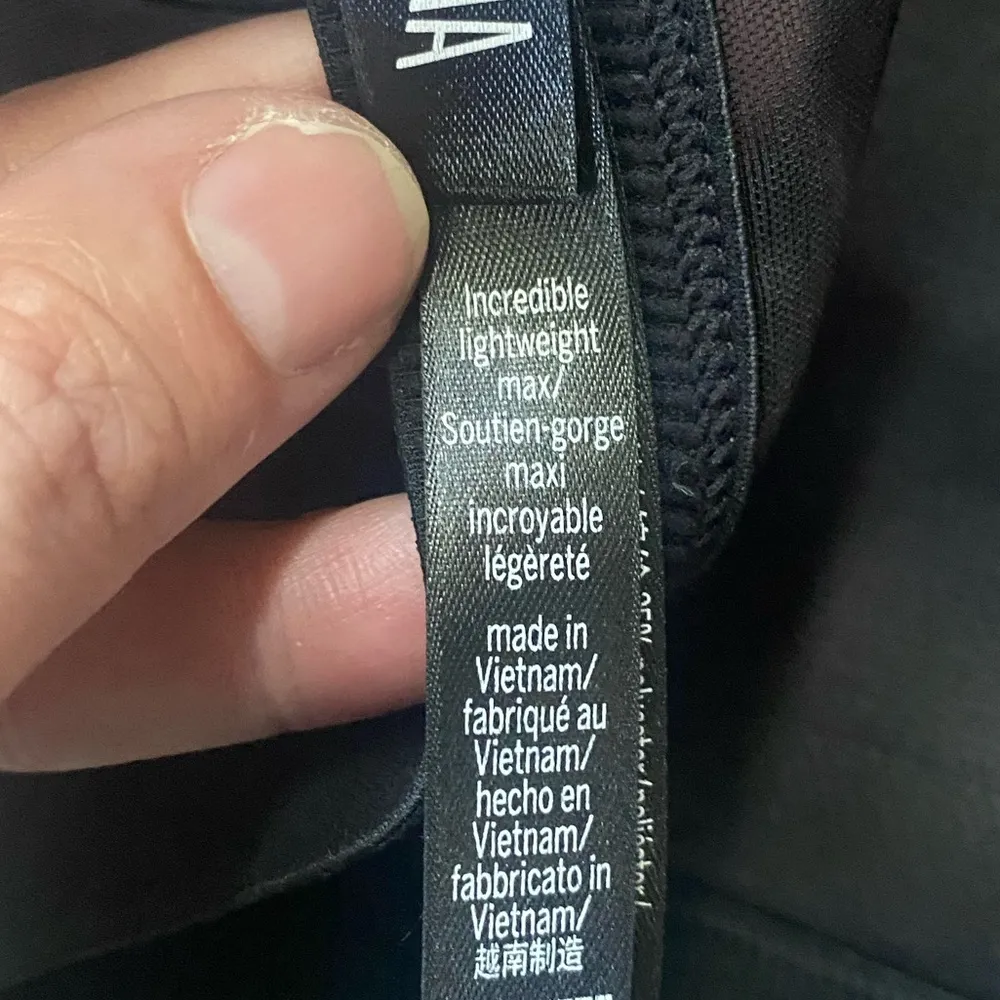 Incredible
lightweight
max/
Soutien-gorge
maxi
incroyable
légèreté
made in
Vietnam/
fabriqué au
Vietnam/
hecho en
Vietnam/
fabbricato in
Vietnam/
越南制造